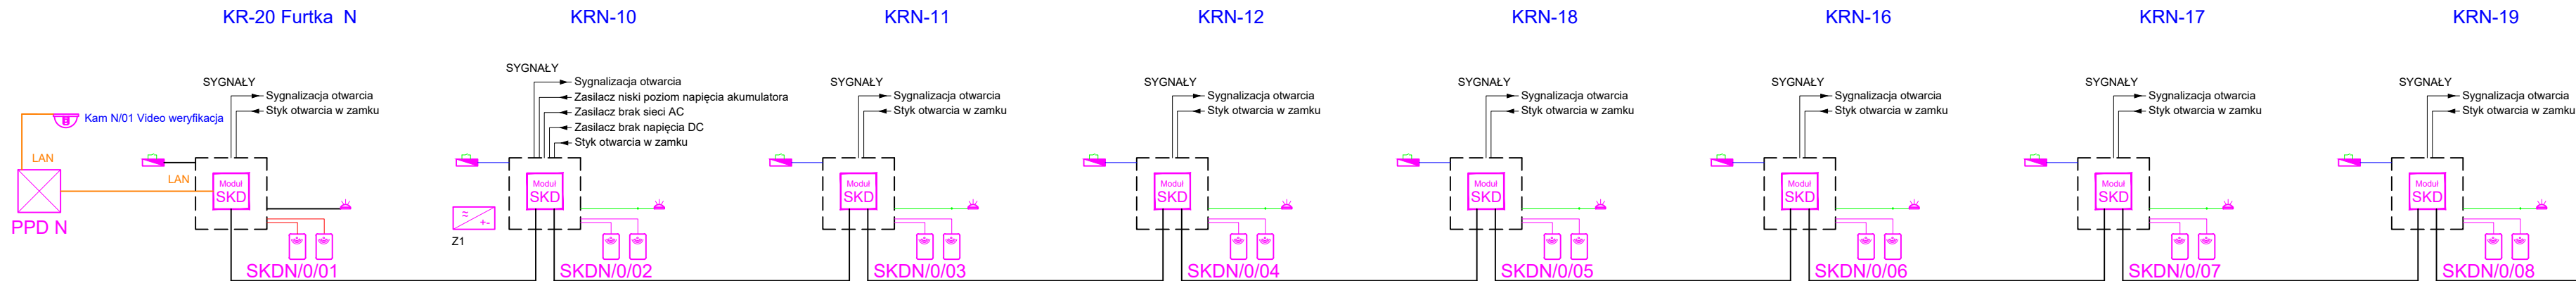 KR-20 Furtka N
KRN-10
KRN-11
KRN-12
KRN-18
KRN-16
KRN-17
KRN-19
SYGNAŁY
Sygnalizacja otwarcia
Styk otwarcia w zamku
Kam N/01 Video weryfikacja
LAN
LAN
PPD N
Moduł
SKD
SKDN/0/01
SYGNAŁY
Sygnalizacja otwarcia
Zasilacz niski poziom napięcia akumulatora
Zasilacz brak sieci AC
Zasilacz brak napięcia DC
Styk otwarcia w zamku
Moduł
SKD
≈
+-
Z1
SKDN/0/02
SYGNAŁY
Sygnalizacja otwarcia
Styk otwarcia w zamku
Moduł
SKD
SKDN/0/03
SYGNAŁY
Sygnalizacja otwarcia
Styk otwarcia w zamku
Moduł
SKD
SKDN/0/04
SYGNAŁY
Sygnalizacja otwarcia
Styk otwarcia w zamku
Moduł
SKD
SKDN/0/05
SYGNAŁY
Sygnalizacja otwarcia
Styk otwarcia w zamku
Moduł
SKD
SKDN/0/06
SYGNAŁY
Sygnalizacja otwarcia
Styk otwarcia w zamku
Moduł
SKD
SKDN/0/07
SYGNAŁY
Sygnalizacja otwarcia
Styk otwarcia w zamku
Moduł
SKD
SKDN/0/08